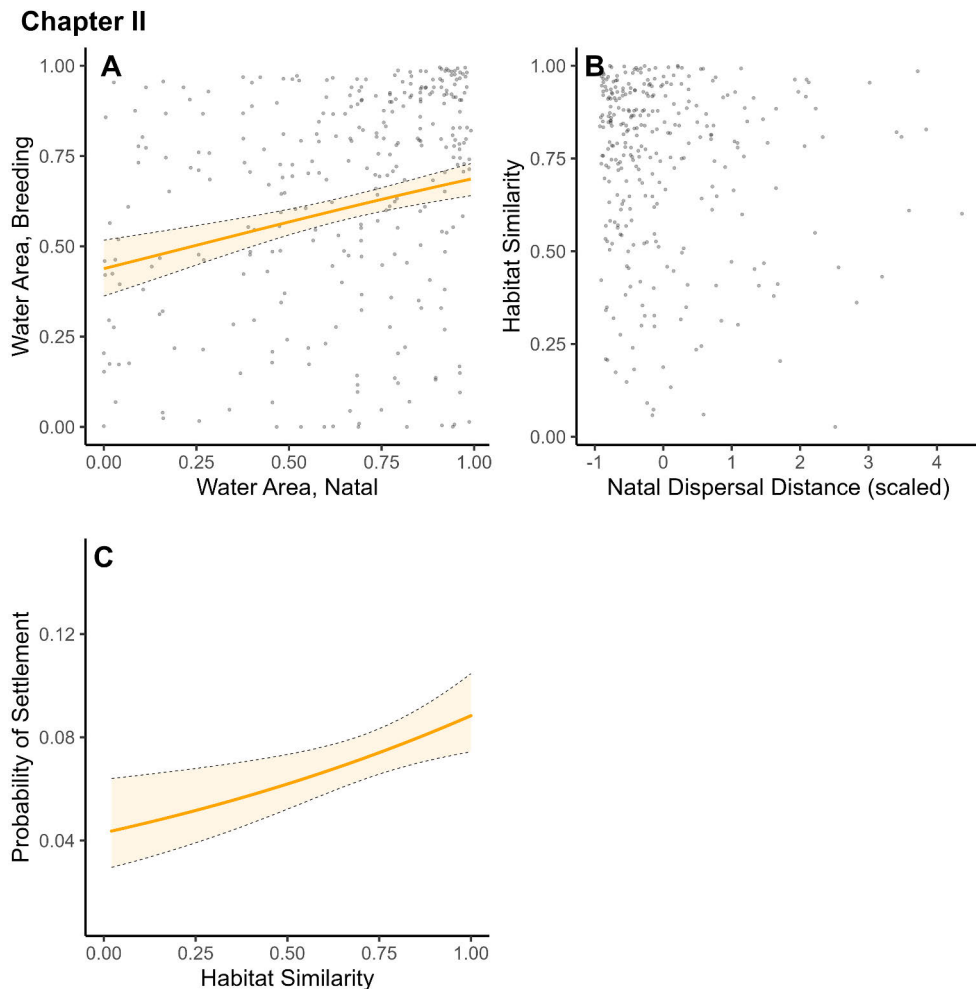 Chapter II
A
Water Area, Breeding
1.00
0.75
0.50
0.25
0.00
0.00 0.25 0.50 0.75 1.00
Water Area, Natal
B
Habitat Similarity
1.00
0.75
0.50
0.25
0.00
-1 0 1 2 3 4
Natal Dispersal Distance (scaled)
C
Probability of Settlement
0.12
0.08
0.04
0.00 0.25 0.50 0.75 1.00
Habitat Similarity